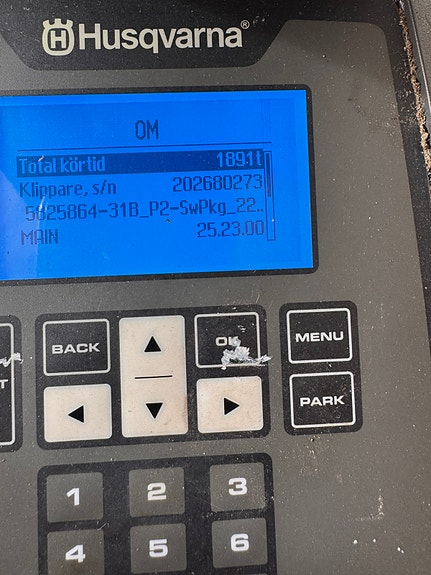 Husqvarna®
OM
Total körtid 1891t
Klippare, s/n 202680273
5825864-31B_P2-SwPkg_22..
MAIN 25.23.00
BACK
OK
MENU
PARK
1 2 3
4 5 6